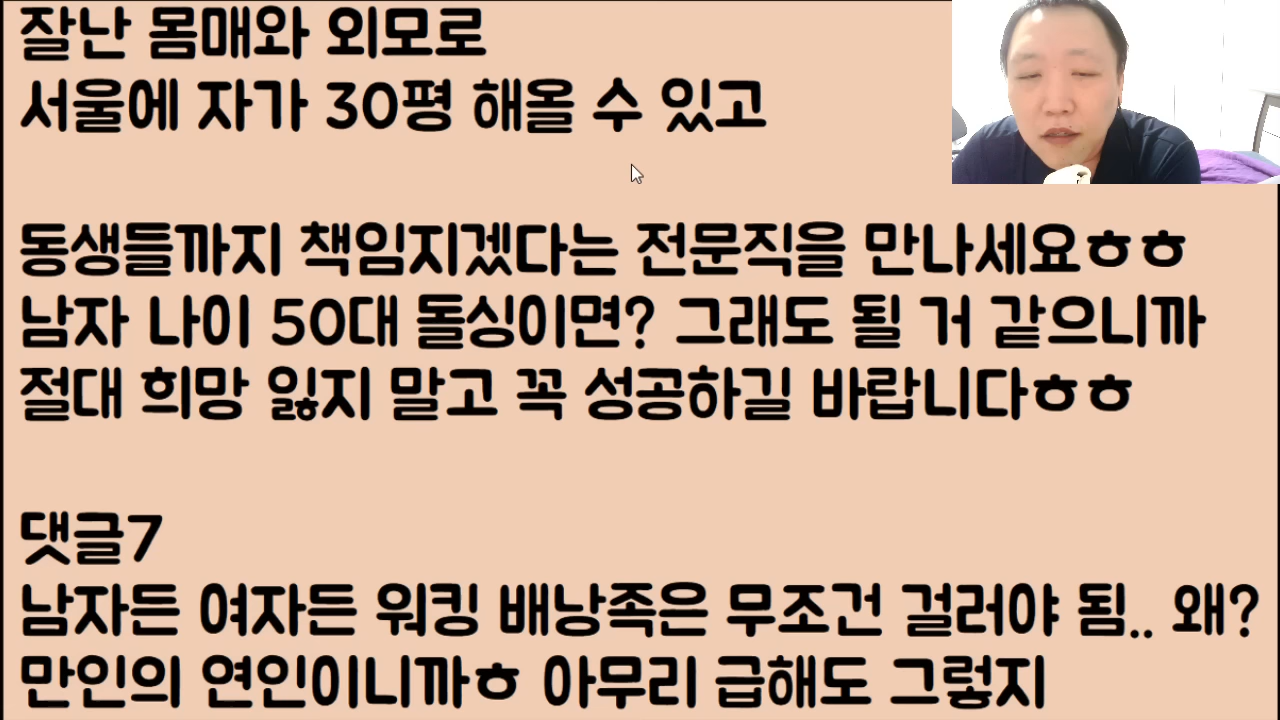 잘난 몸매와 외모로
서울에 자가 30평 해올 수 있고
동생들까지 책임지겠다는 전문직을 만나세요ㅎㅎ
남자 나이 50대 돌싱이면? 그래도 될 거 같으니까
절대 희망 잃지 말고 꼭 성공하길 바랍니다ㅎㅎ
댓글7
남자든 여자든 워킹 배낭족은 무조건 걸러야 됨.. 왜?
만인의 연인이니까ㅎ 아무리 급해도 그렇지